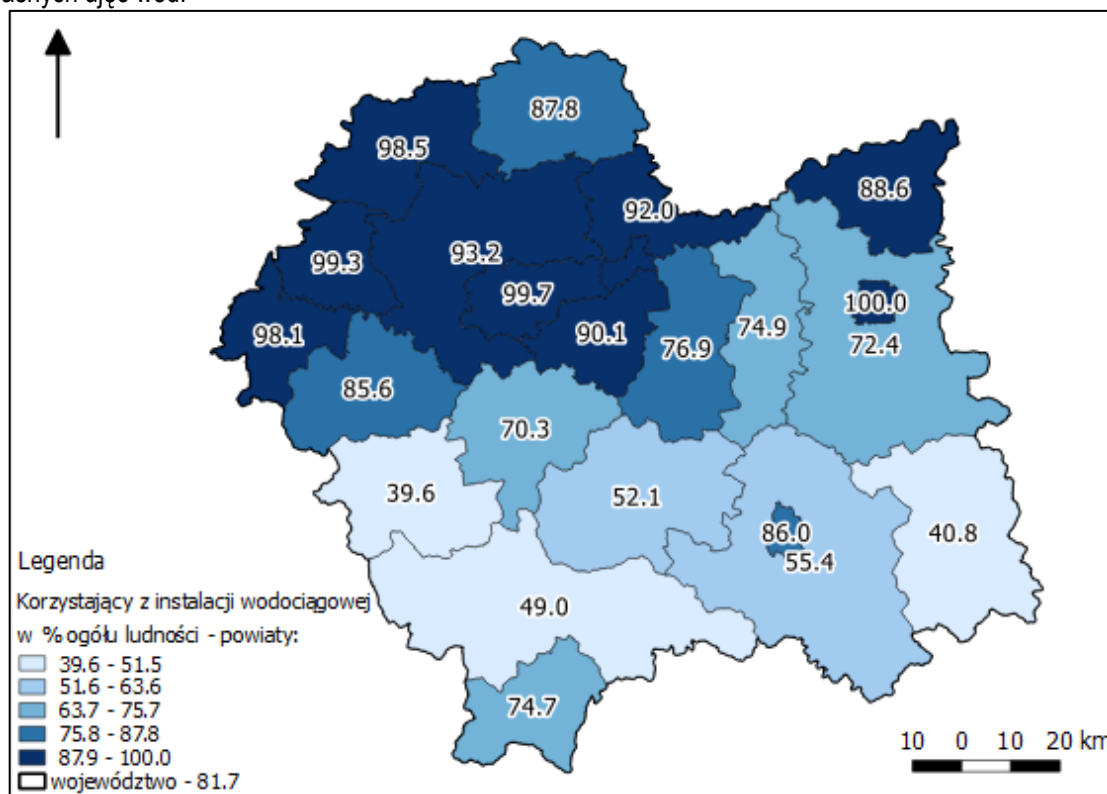 87.8
98.5
88.6
92.0
93.2
99.3
99.7
100.0
98.1
90.1
74.9
76.9
72.4
85.6
70.3
39.6
52.1
86.0
40.8
55.4
49.0
74.7
Legenda
Korzystający z instalacji wodociągowej
w % ogółu ludności - powiaty:
39.6 - 51.5
51.6 - 63.6
63.7 - 75.7
75.8 - 87.8
87.9 - 100.0
województwo - 81.7
10 0 10 20 km